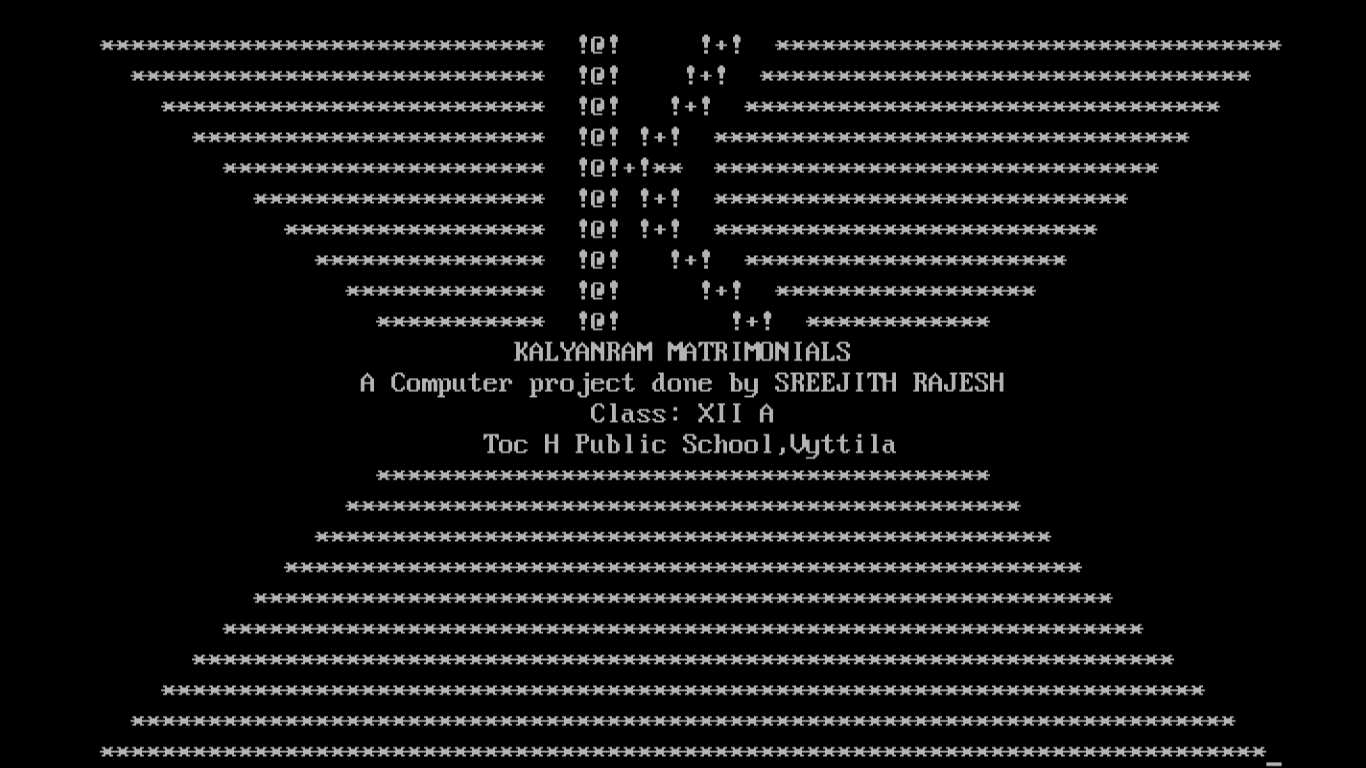 *****************************  !@!     !+!  *********************************
***************************  !@!    !+!  ********************************
*************************  !@!   !+!  *******************************
***********************  !@! !+!  *******************************
*********************  !@!+!**  *****************************
*******************  !@! !+!  ***************************
*****************  !@! !+!  *************************
***************  !@!   !+!  *********************
*************  !@!     !+!  *****************
***********  !@!       !+!  ************
KALYANRAM MATRIMONIALS
A Computer project done by SREEJITH RAJESH
Class: XII A
Toc H Public School,Vyttila
****************************************
********************************************
************************************************
****************************************************
********************************************************
************************************************************
****************************************************************
********************************************************************
************************************************************************
****************************************************************************_